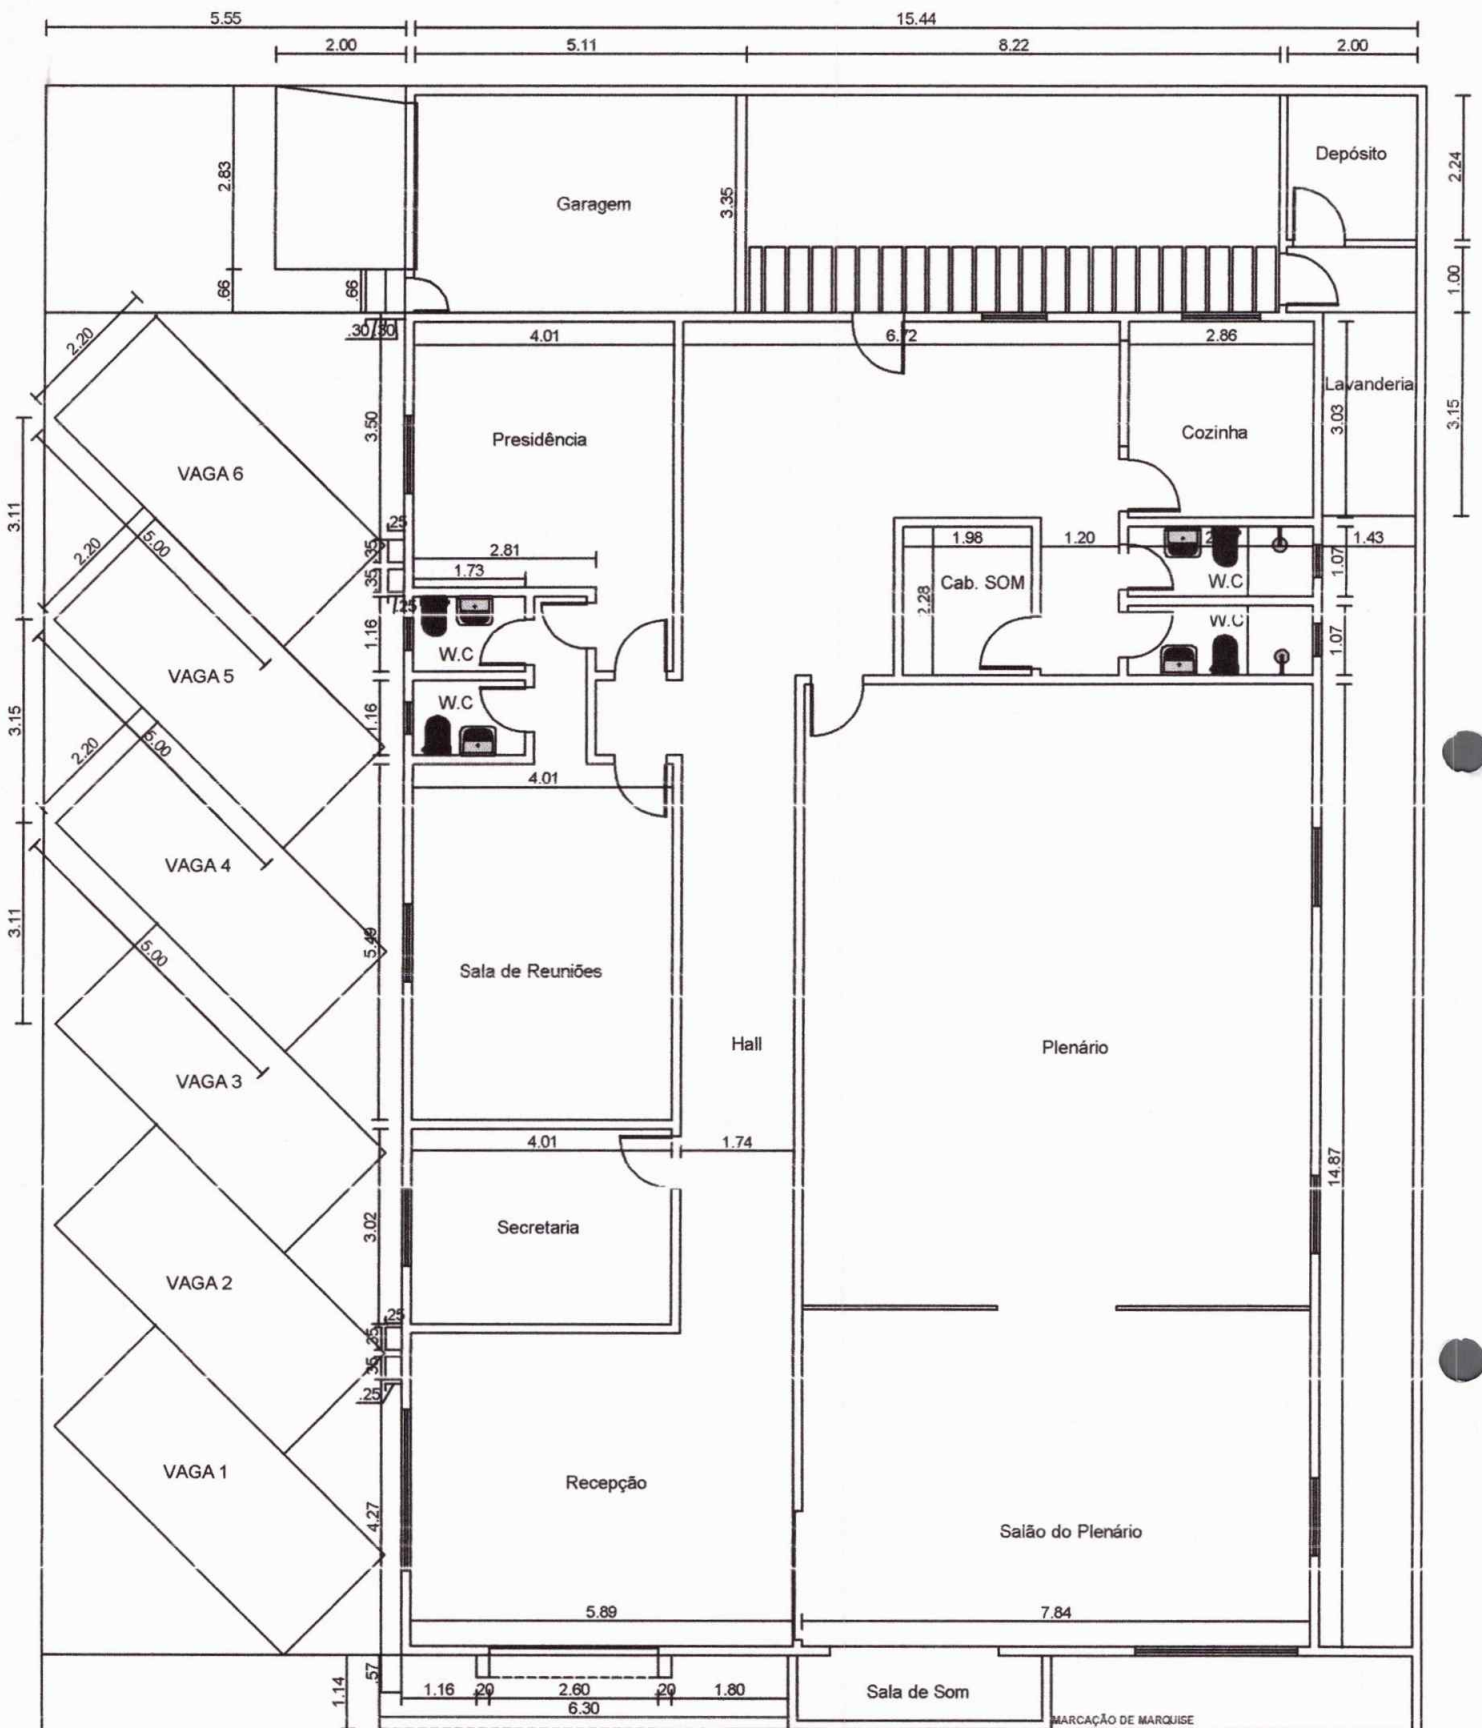 5.55
15.44
2.00
5.11
8.22
2.00
2.83
Garagem
3.35
Depósito
2.24
.66
.66
1.00
2.20
.30
.30
4.01
6.72
2.86
Lavanderia
3.50
Presidência
Cozinha
3.03
3.15
VAGA 6
3.11
.25
2.20
5.00
.35
2.81
1.98
1.20
1.43
.35
1.73
Cab. SOM
W.C
1.07
.25
2.28
1.16
W.C
W.C
1.07
VAGA 5
W.C
3.15
1.16
2.20
5.00
4.01
VAGA 4
3.11
5.00
5.49
Sala de Reuniões
Hall
Plenário
VAGA 3
4.01
1.74
14.87
3.02
Secretaria
VAGA 2
.25
.35
.35
.25
VAGA 1
Recepção
4.27
Salão do Plenário
5.89
7.84
1.14
.57
1.16
.20
2.60
.20
1.80
Sala de Som
6.30
MARCAÇÃO DE MARQUISE